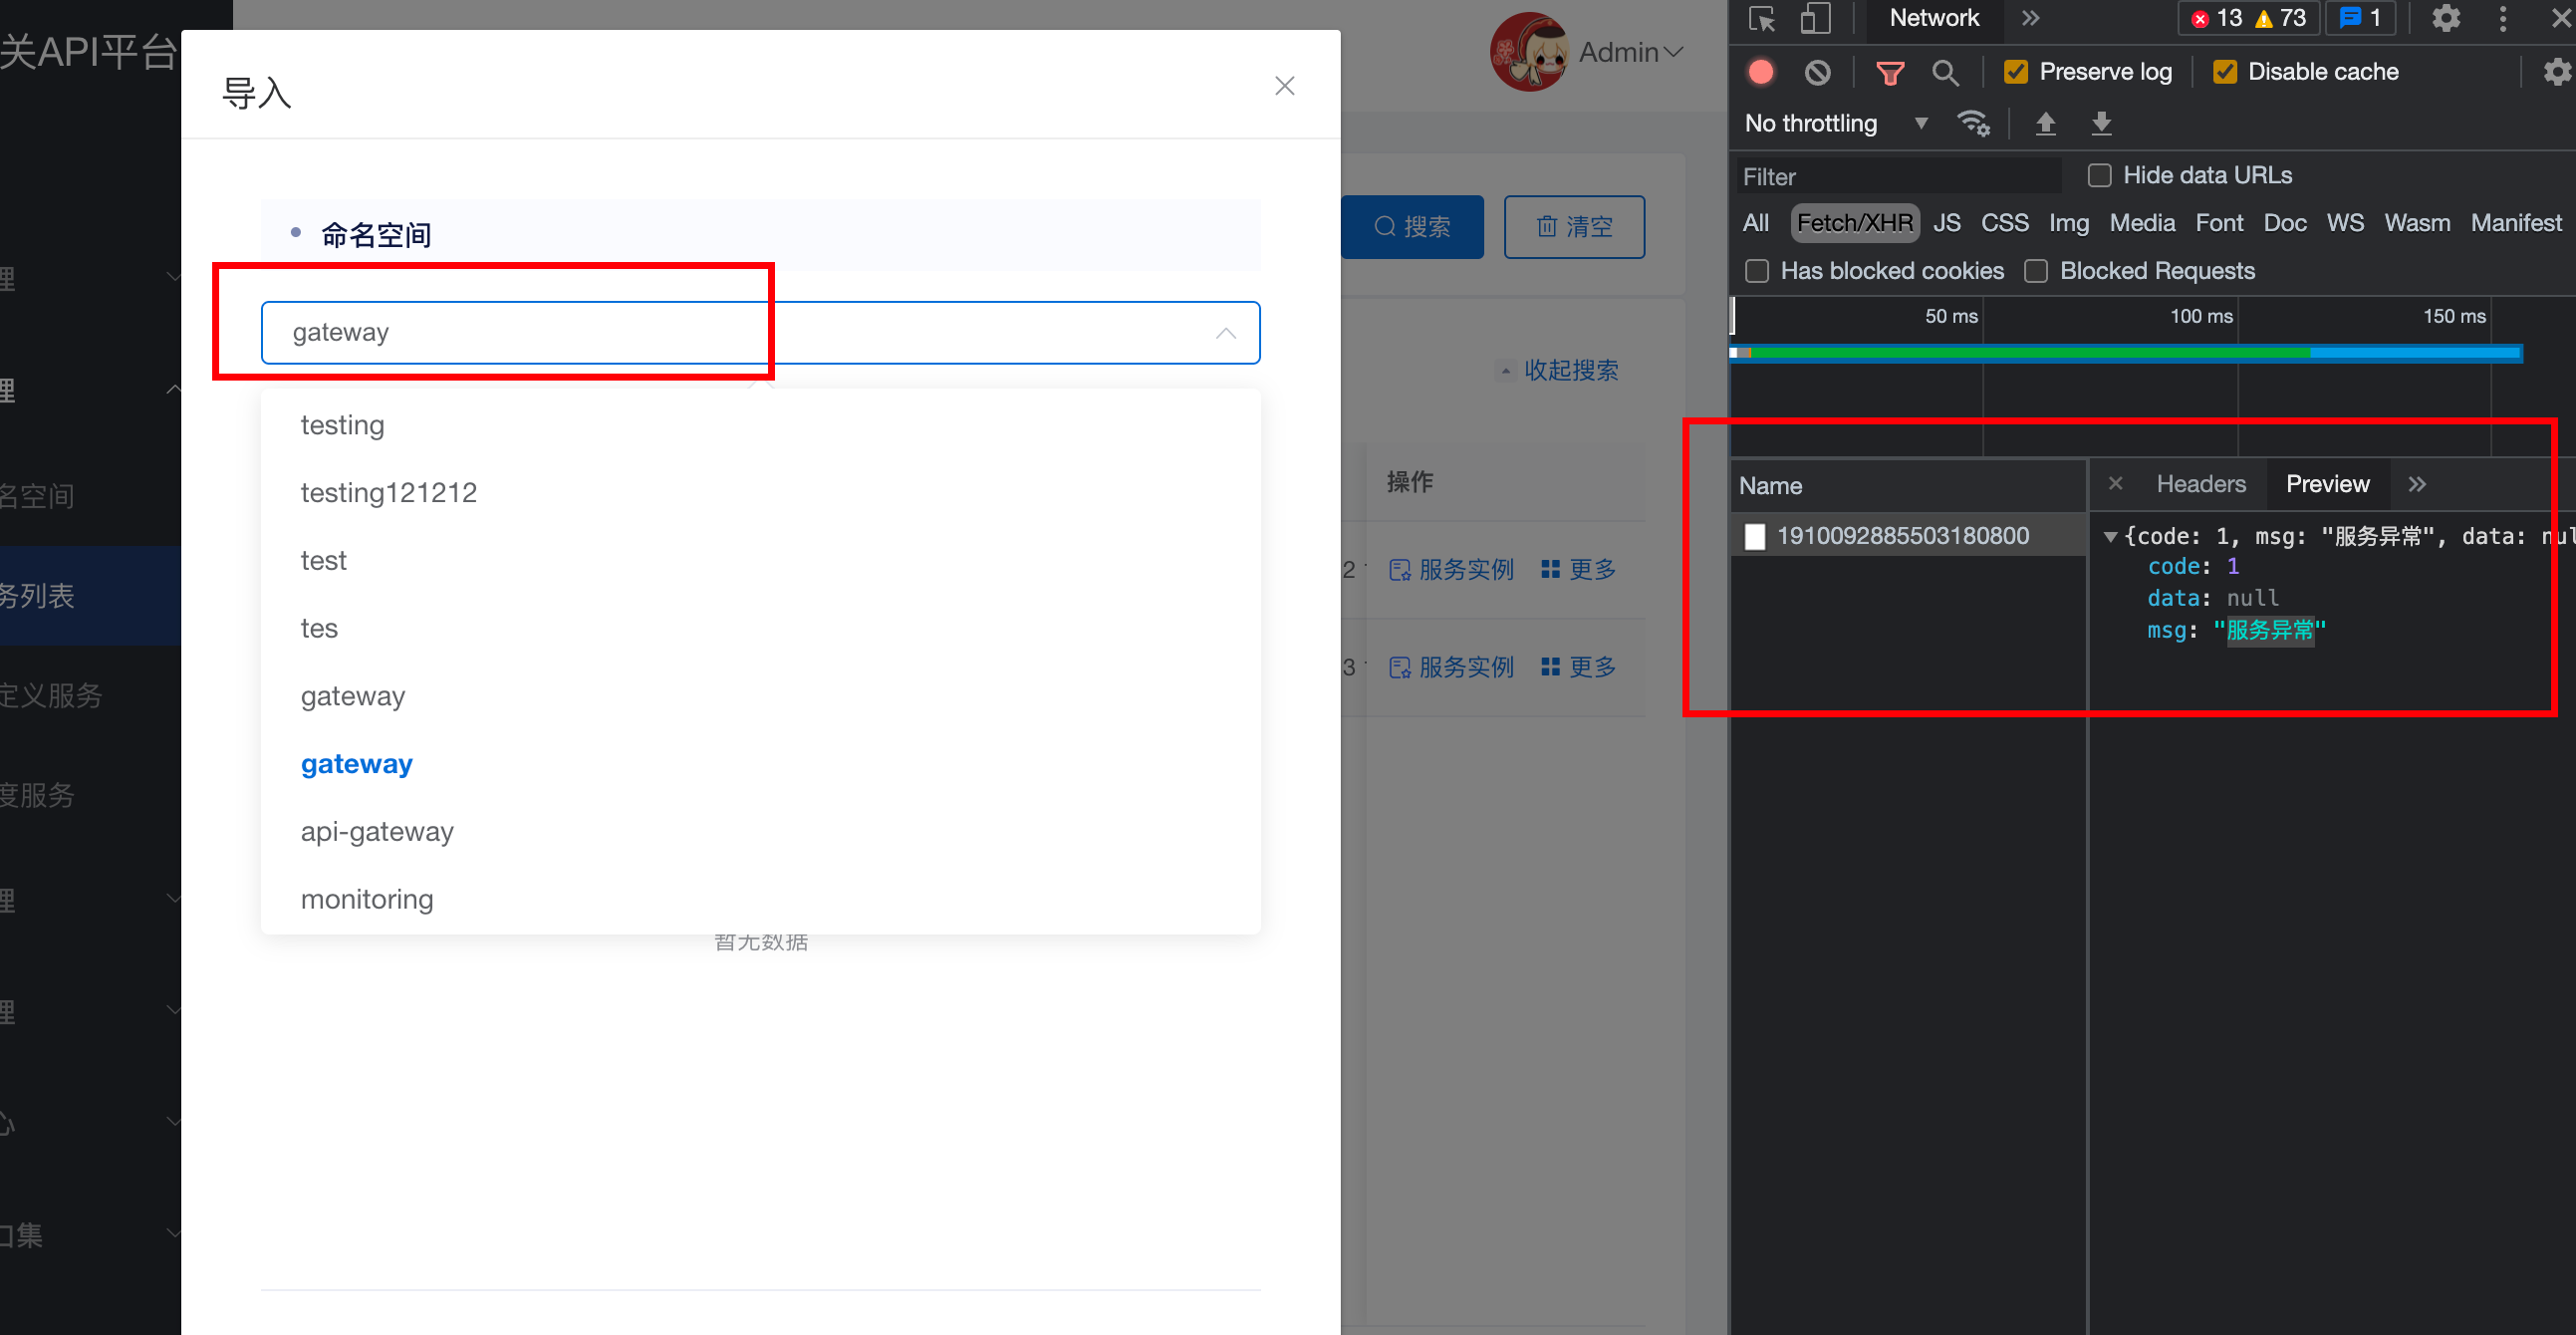 关API平台
理
理
名空间
务列表
定义服务
度服务
理
理
心
口集
导入
命名空间
gateway
testing
testing121212
test
tes
gateway
gateway
api-gateway
monitoring
暂无数据
Admin
搜索
清空
收起搜索
操作
2
服务实例
更多
3
服务实例
更多
Network
13
73
1
Preserve log
Disable cache
No throttling
Filter
Hide data URLs
All Fetch/XHR JS CSS Img Media Font Doc WS Wasm Manifest
Has blocked cookies
Blocked Requests
50 ms
100 ms
150 ms
Name
1910092885503180800
Headers
Preview
{code: 1, msg: "服务异常", data: nul
code: 1
data: null
msg: "服务异常"